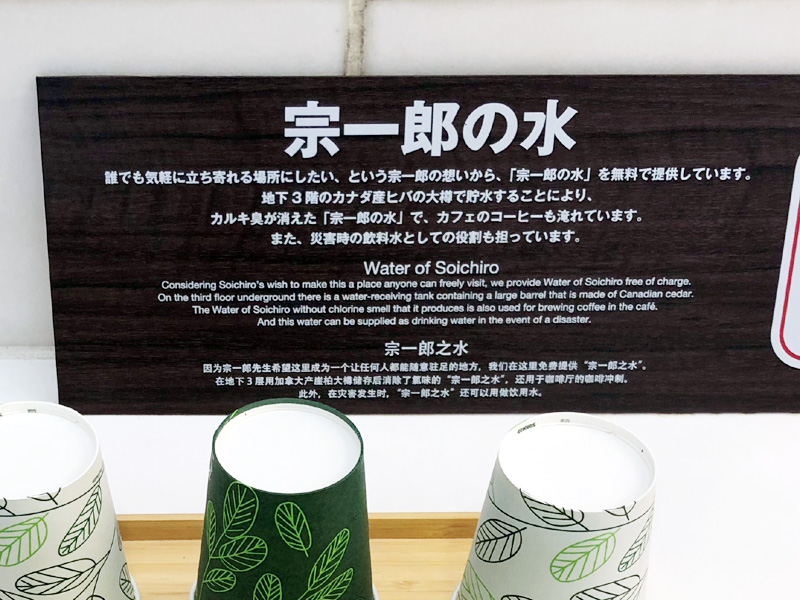 宗一郎の水
誰でも気軽に立ち寄れる場所にしたい、という宗一郎の想いから、「宗一郎の水」を無料で提供しています。
地下3階のカナダ産ヒバの大樽で貯水することにより、
カルキ臭が消えた「宗一郎の水」で、カフェのコーヒーも淹れています。
また、災害時の飲料水としての役割も担っています。
Water of Soichiro
Considering Soichiro's wish to make this a place anyone can freely visit, we provide Water of Soichiro free of charge.
On the third floor underground there is a water-receiving tank containing a large barrel that is made of Canadian cedar.
The Water of Soichiro without chlorine smell that it produces is also used for brewing coffee in the café.
And this water can be supplied as drinking water in the event of a disaster.
宗一郎之水
因为宗一郎先生希望这里成为一个让任何人都能随意驻足的地方，我们在这里免费提供“宗一郎之水”。
在地下3层用加拿大产崖柏大樽储存后消除了氯味的“宗一郎之水”，还用于咖啡厅的咖啡冲制。
此外，在灾害发生时，“宗一郎之水”还可以用做饮用水。